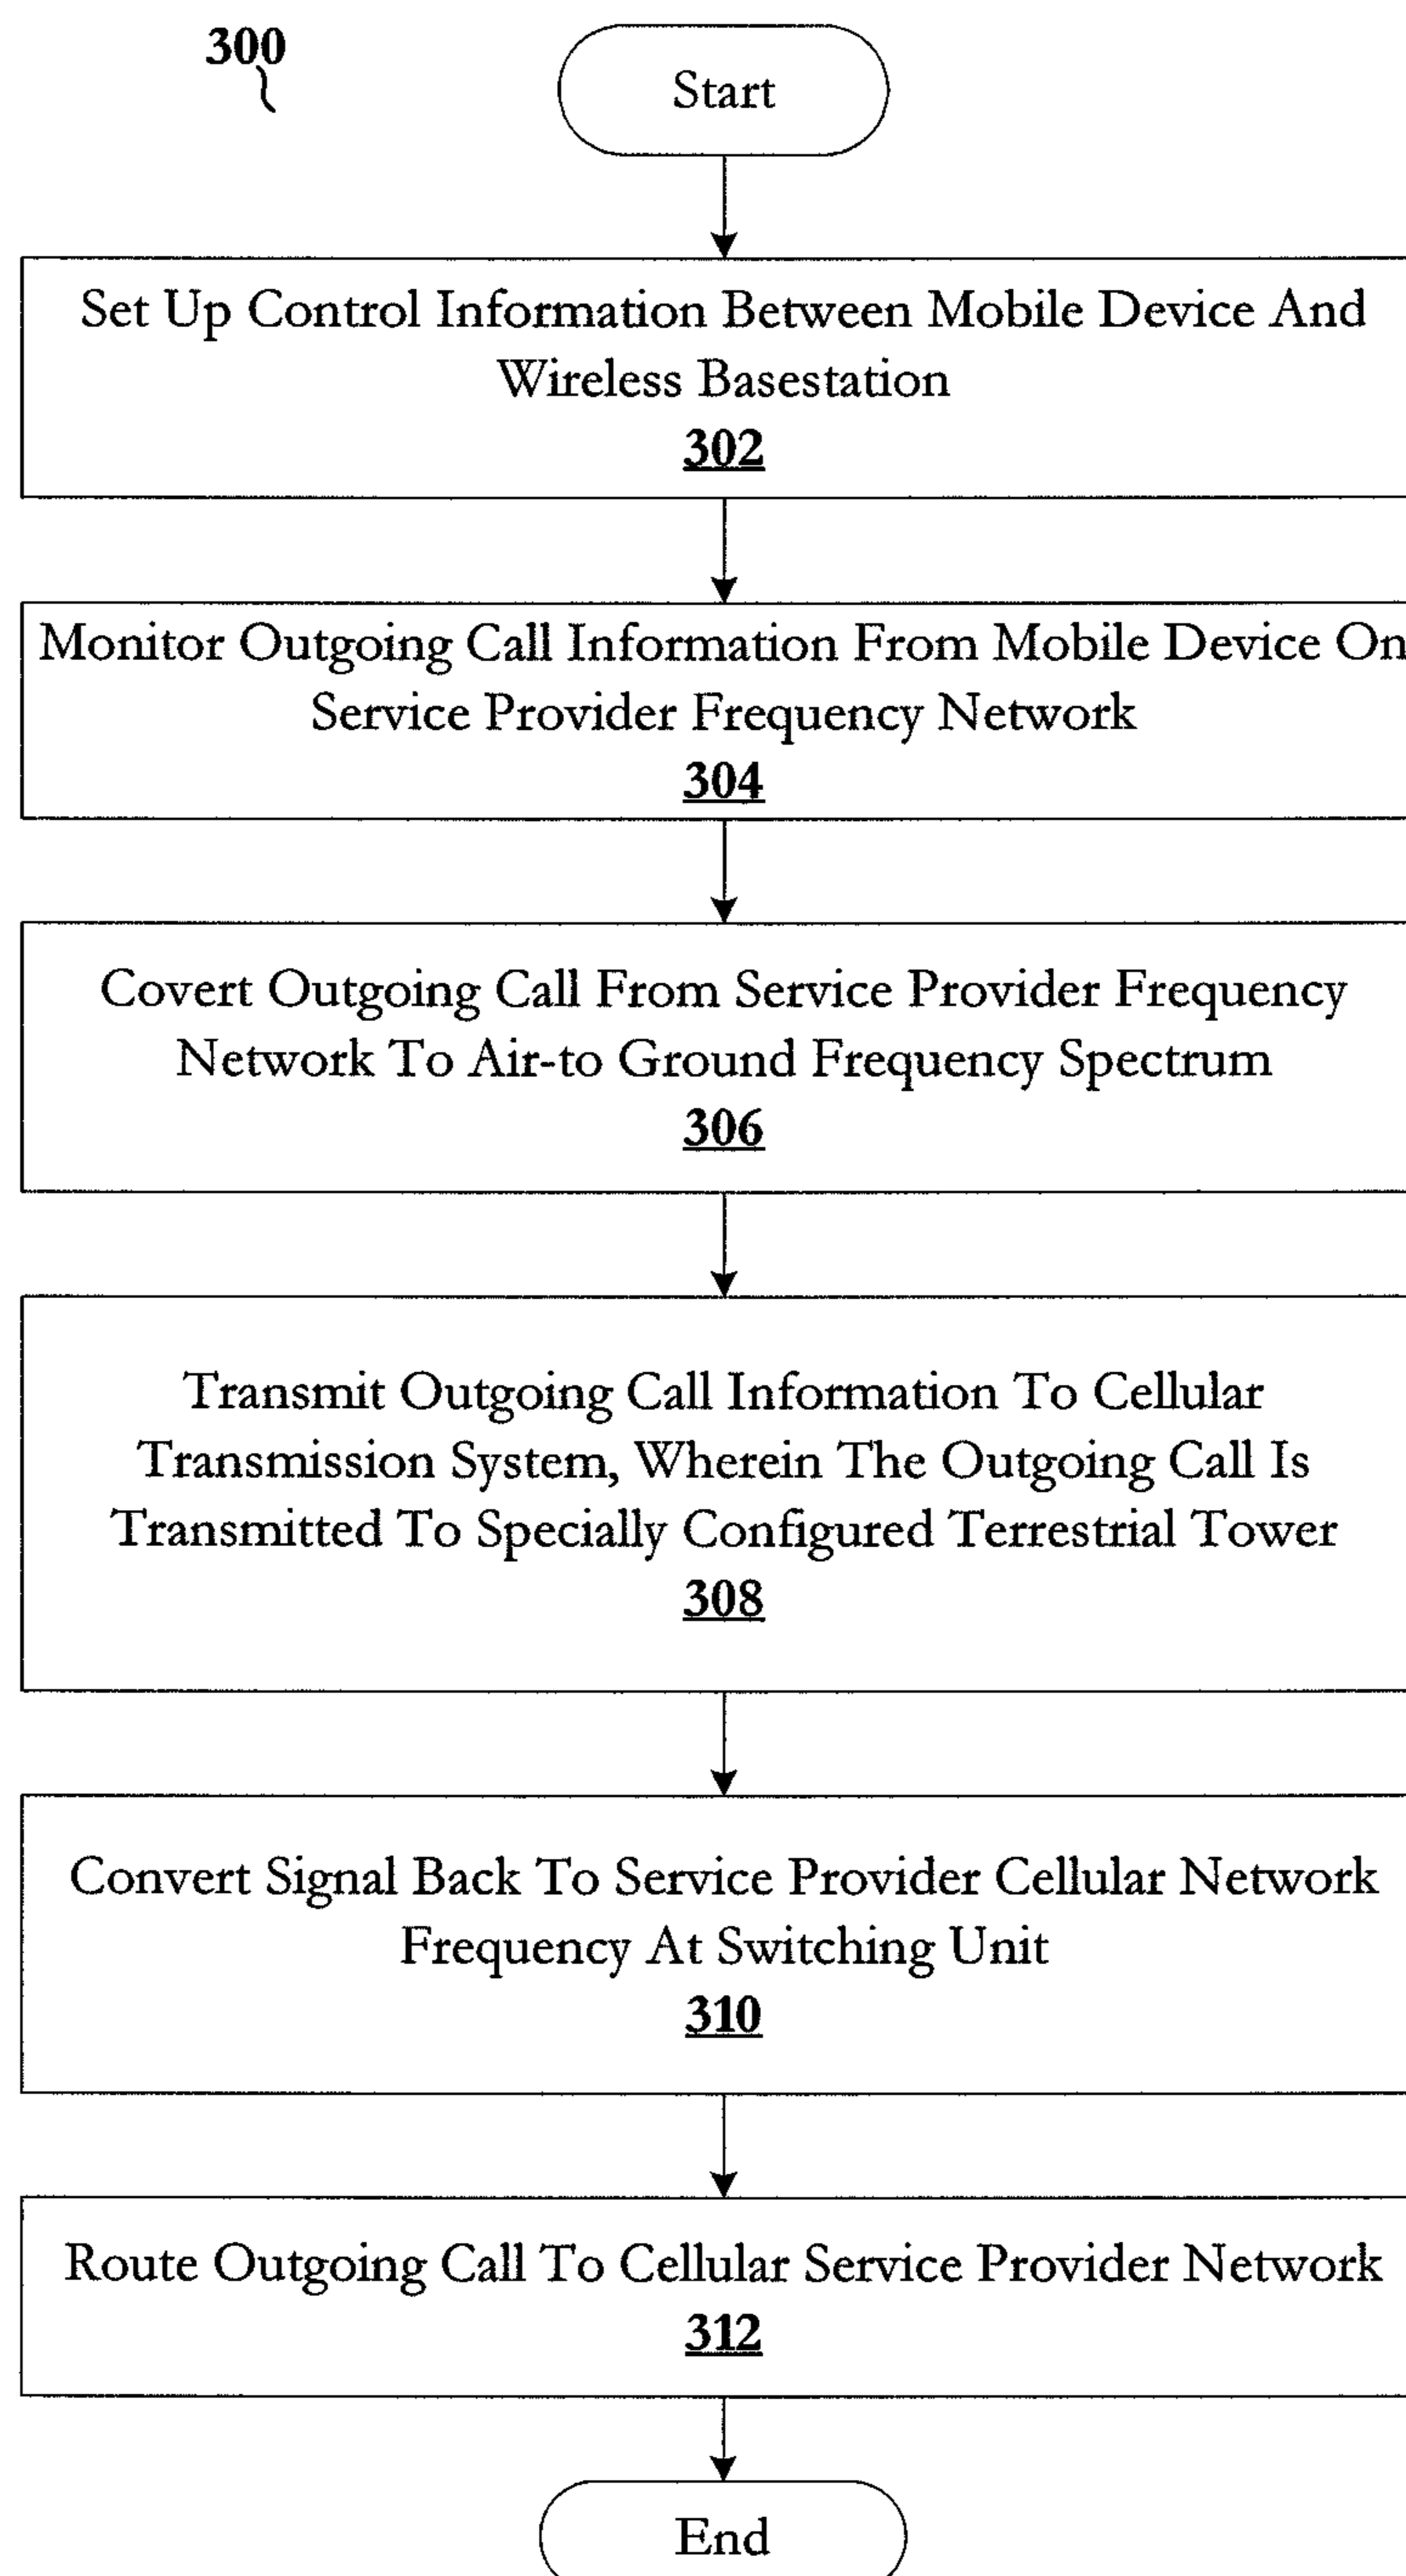 300
Start
Set Up Control Information Between Mobile Device And
Wireless Basestation
302
Monitor Outgoing Call Information From Mobile Device On
Service Provider Frequency Network
304
Covert Outgoing Call From Service Provider Frequency
Network To Air-to Ground Frequency Spectrum
306
Transmit Outgoing Call Information To Cellular
Transmission System, Wherein The Outgoing Call Is
Transmitted To Specially Configured Terrestrial Tower
308
Convert Signal Back To Service Provider Cellular Network
Frequency At Switching Unit
310
Route Outgoing Call To Cellular Service Provider Network
312
End